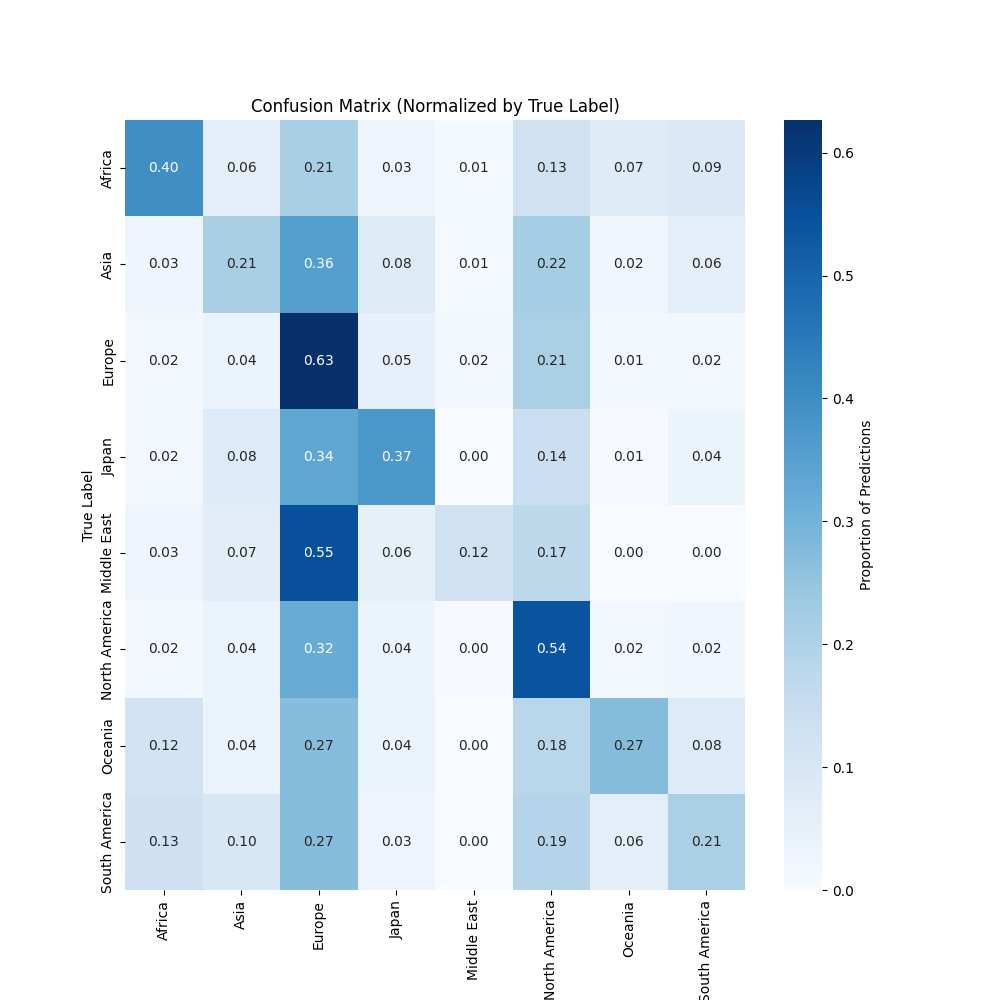 Confusion Matrix (Normalized by True Label)
True Label
Africa 0.40 0.06 0.21 0.03 0.01 0.13 0.07 0.09
Asia 0.03 0.21 0.36 0.08 0.01 0.22 0.02 0.06
Europe 0.02 0.04 0.63 0.05 0.02 0.21 0.01 0.02
Japan 0.02 0.08 0.34 0.37 0.00 0.14 0.01 0.04
Middle East 0.03 0.07 0.55 0.06 0.12 0.17 0.00 0.00
North America 0.02 0.04 0.32 0.04 0.00 0.54 0.02 0.02
Oceania 0.12 0.04 0.27 0.04 0.00 0.18 0.27 0.08
South America 0.13 0.10 0.27 0.03 0.00 0.19 0.06 0.21
Africa Asia Europe Japan Middle East North America Oceania South America
0.6
0.5
0.4
0.3
0.2
0.1
0.0
Proportion of Predictions